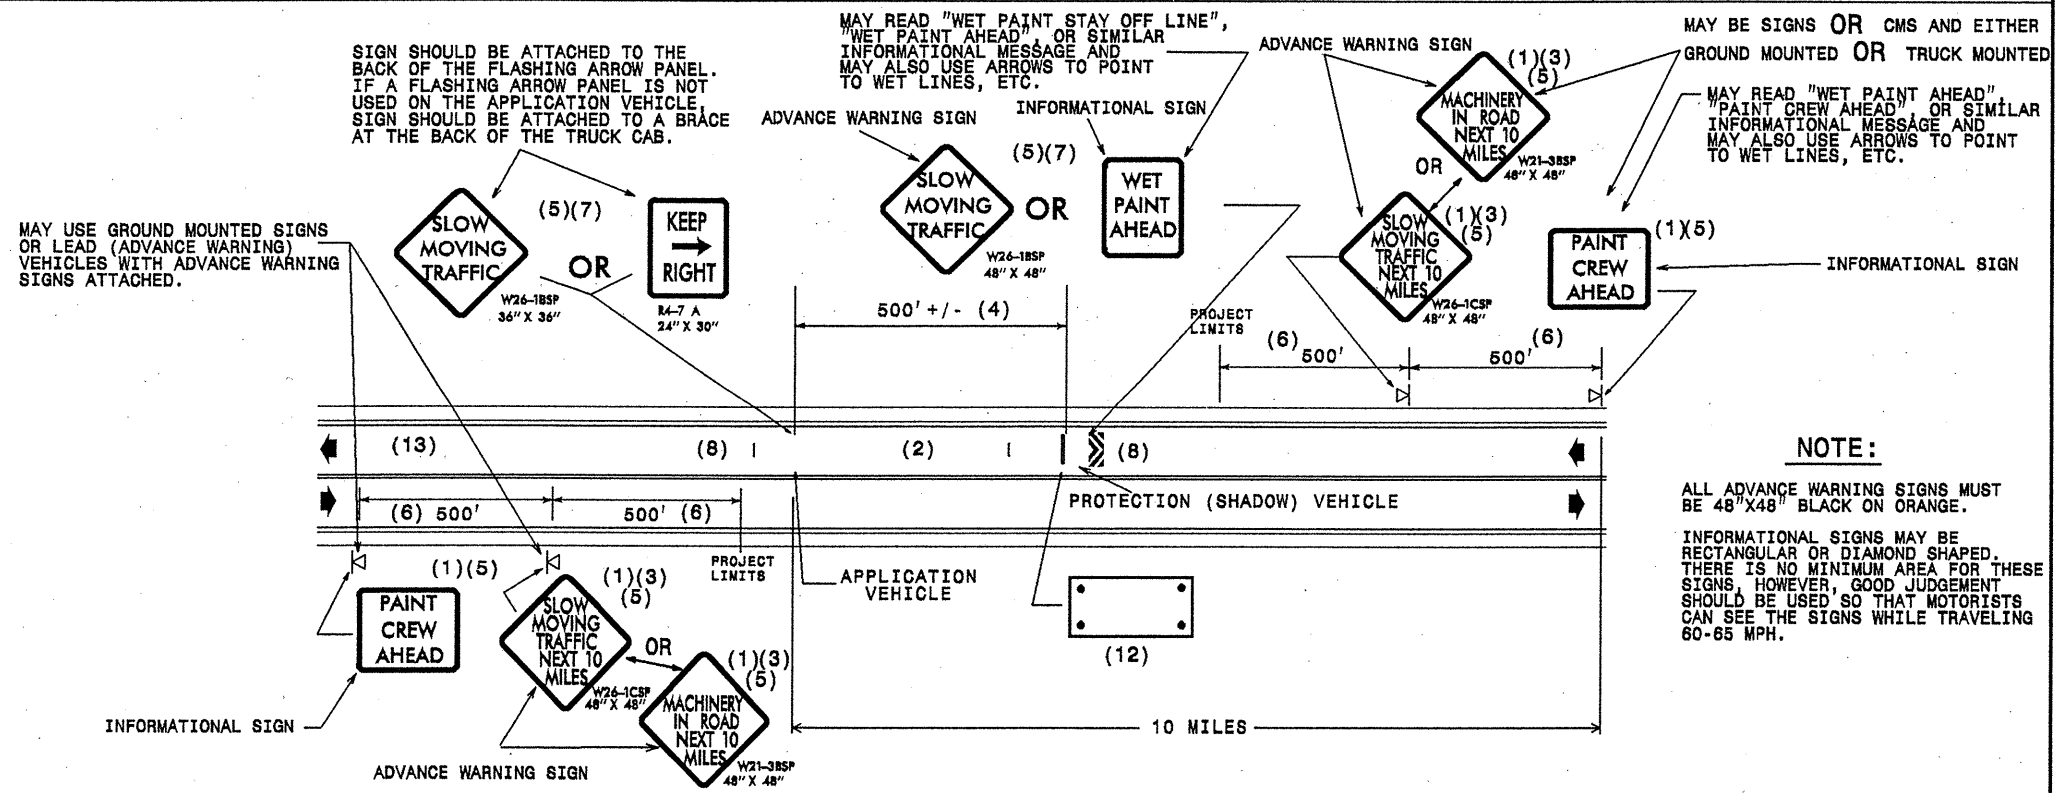 SIGN SHOULD BE ATTACHED TO THE
BACK OF THE FLASHING ARROW PANEL.
IF A FLASHING ARROW PANEL IS NOT
USED ON THE APPLICATION VEHICLE,
SIGN SHOULD BE ATTACHED TO A BRACE
AT THE BACK OF THE TRUCK CAB.
MAY READ "WET PAINT STAY OFF LINE",
"WET PAINT AHEAD", OR SIMILAR
INFORMATIONAL MESSAGE AND
MAY ALSO USE ARROWS TO POINT
TO WET LINES, ETC.
ADVANCE WARNING SIGN
MAY BE SIGNS OR CMS AND EITHER
GROUND MOUNTED OR TRUCK MOUNTED
MAY READ "WET PAINT AHEAD",
"PAINT CREW AHEAD", OR SIMILAR
INFORMATIONAL MESSAGE AND
MAY ALSO USE ARROWS TO POINT
TO WET LINES, ETC.
ADVANCE WARNING SIGN
INFORMATIONAL SIGN
(1)(3)
(5)
MACHINERY
IN ROAD
NEXT 10
MILES
W21-3BSP
48" X 48"
OR
MAY USE GROUND MOUNTED SIGNS
OR LEAD (ADVANCE WARNING)
VEHICLES WITH ADVANCE WARNING
SIGNS ATTACHED.
SLOW
MOVING
TRAFFIC
W26-1BSP
36" X 36"
(5)(7)
OR
KEEP
RIGHT
R4-7 A
24" X 30"
SLOW
MOVING
TRAFFIC
W26-1BSP
48" X 48"
(5)(7)
OR
WET
PAINT
AHEAD
SLOW
MOVING
TRAFFIC
NEXT 10
MILES
(1)(3)
(5)
W26-1CSP
48" X 48"
PAINT
CREW
AHEAD
(1)(5)
INFORMATIONAL SIGN
500' +/- (4)
PROJECT
LIMITS
(6)
500'
(6)
500'
(13)
(8)
(2)
(8)
(6) 500'
500' (6)
PROTECTION (SHADOW) VEHICLE
PROJECT
LIMITS
APPLICATION
VEHICLE
(12)
(1)(5)
PAINT
CREW
AHEAD
(1)(3)
(5)
SLOW
MOVING
TRAFFIC
NEXT 10
MILES
W26-1CSP
48" X 48"
OR
(1)(3)
(5)
MACHINERY
IN ROAD
NEXT 10
MILES
W21-3BSP
48" X 48"
INFORMATIONAL SIGN
ADVANCE WARNING SIGN
10 MILES
NOTE:
ALL ADVANCE WARNING SIGNS MUST
BE 48"X48" BLACK ON ORANGE.
INFORMATIONAL SIGNS MAY BE
RECTANGULAR OR DIAMOND SHAPED.
THERE IS NO MINIMUM AREA FOR THESE
SIGNS, HOWEVER, GOOD JUDGEMENT
SHOULD BE USED SO THAT MOTORISTS
CAN SEE THE SIGNS WHILE TRAVELING
60-65 MPH.